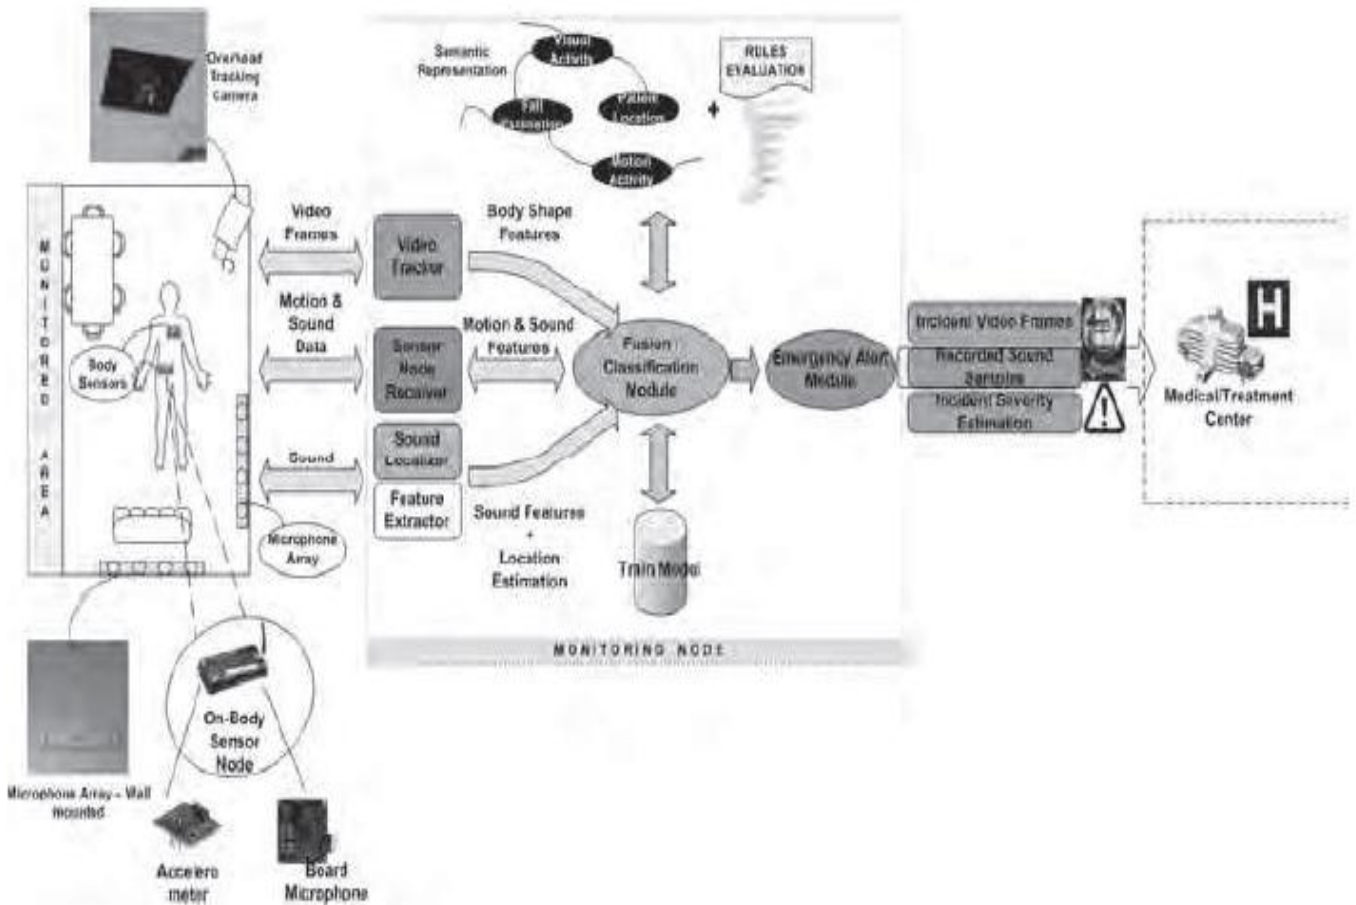 Overhead
Tracking
Camera
Semantic
Representation
Visual
Activity
Fall
Patient
Location
Motion
Activity
+
RULES
EVALUATION
MONITORED AREA
Body
Sensors
Video
Frames
Motion &
Sound
Data
Sound
Microphone
Array
Video
Tracker
Sensor
Node
Receiver
Sound
Localizer
Feature
Extractor
Body Shape
Features
Motion & Sound
Features
Sound Features
+
Location
Estimation
Fusion
Classification
Module
Train Model
Emergency Alert
Module
Incident Video Frames
Recorded Sound
Samples
Incident Severity
Estimation
H
Medical/Treatment
Center
MONITORING NODE
On-Body
Sensor
Node
Microphone Array - Wall
mounted
Accelero
meter
Board
Microphone